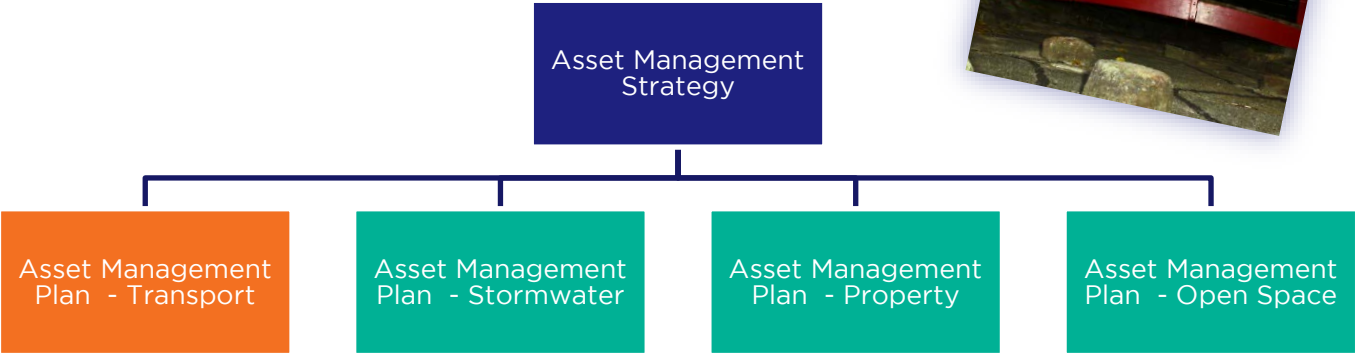 Asset Management
Strategy
Asset Management
Plan - Transport
Asset Management
Plan - Stormwater
Asset Management
Plan - Property
Asset Management
Plan - Open Space